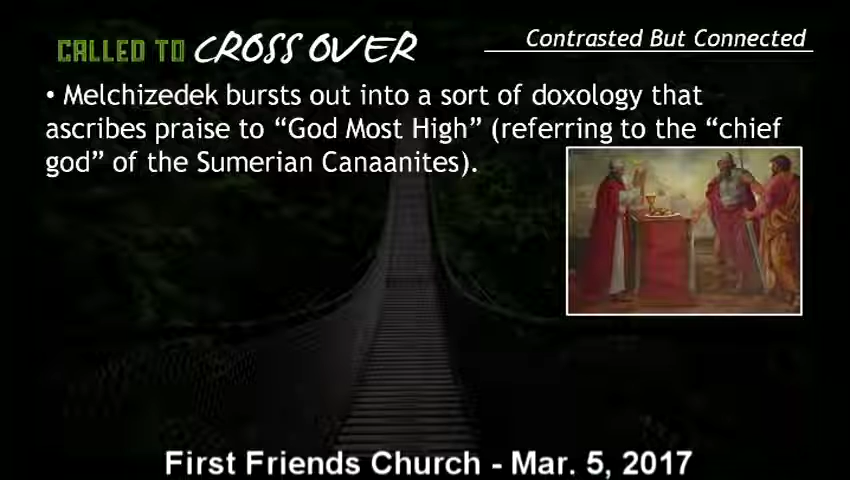 CALLED TO CROSS OVER
Contrasted But Connected
• Melchizedek bursts out into a sort of doxology that
ascribes praise to “God Most High” (referring to the “chief
god” of the Sumerian Canaanites).
First Friends Church - Mar. 5, 2017